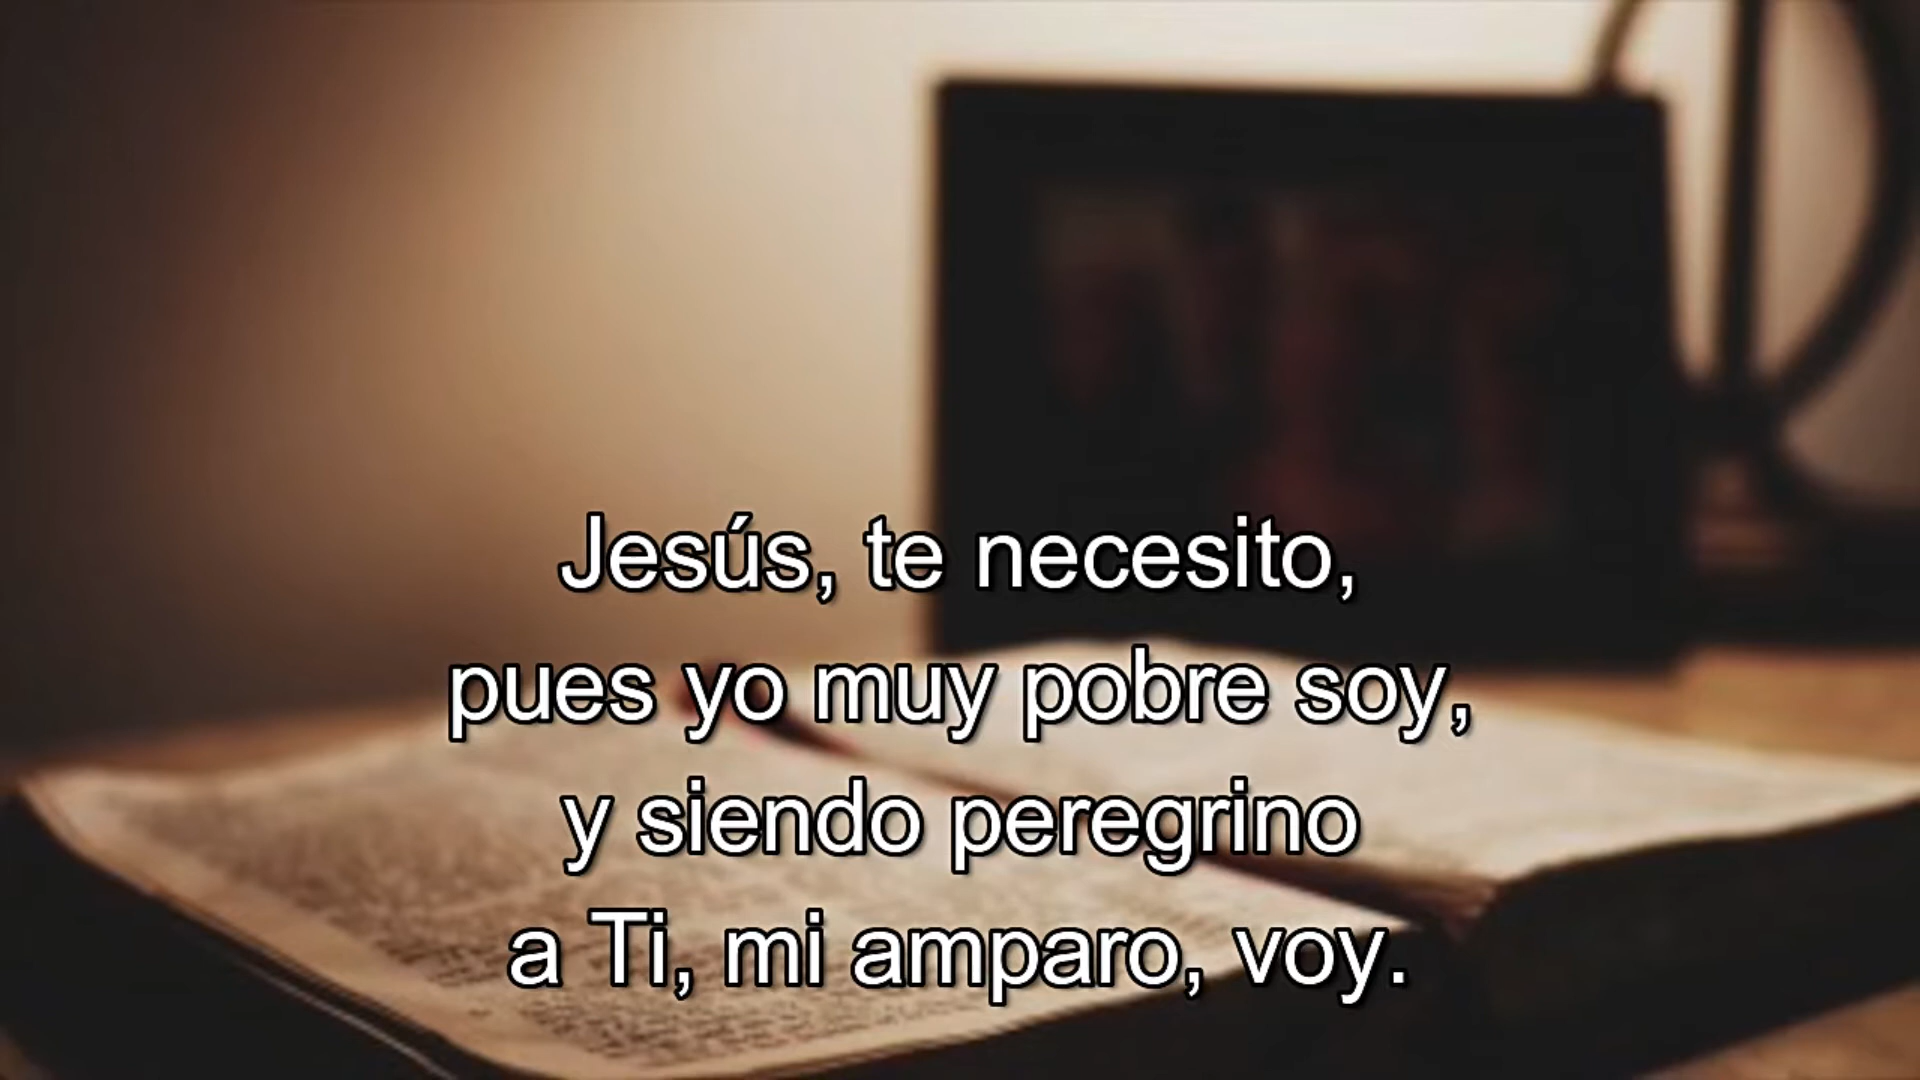 Jesús, te necesito,
pues yo muy pobre soy,
y siendo peregrino
a Ti, mi amparo, voy.